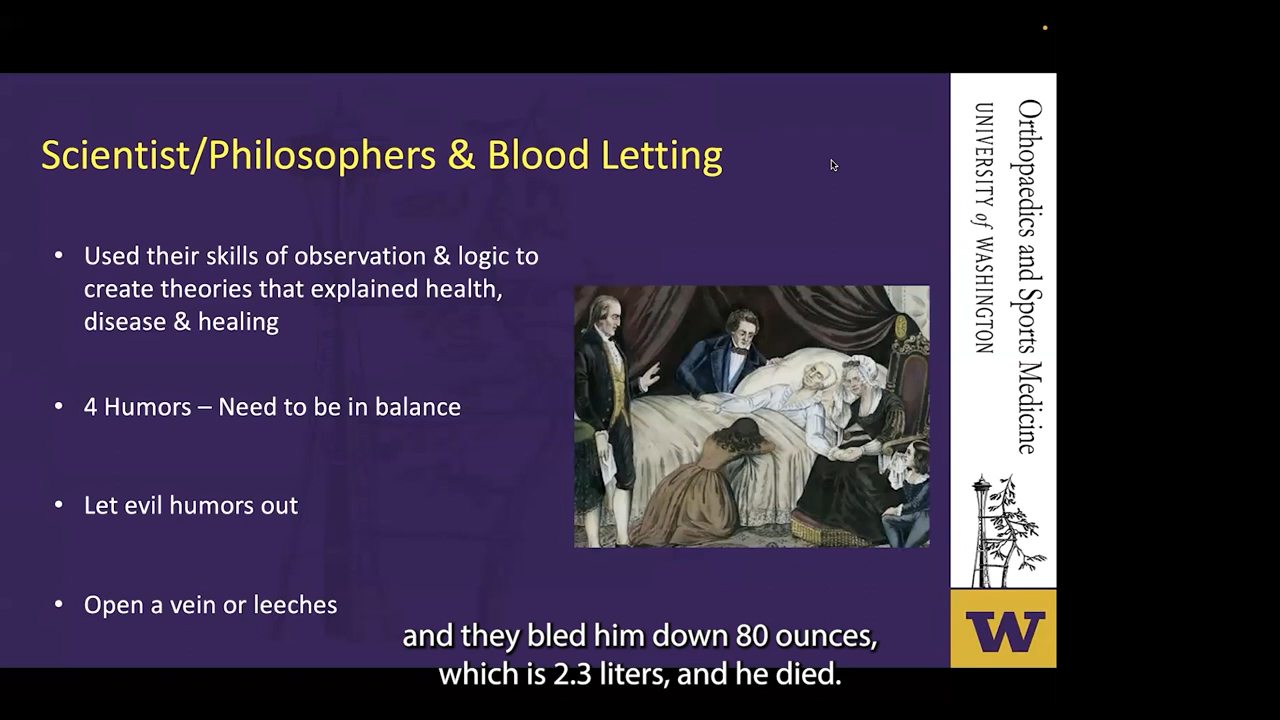 Scientist/Philosophers & Blood Letting
• Used their skills of observation & logic to
create theories that explained health,
disease & healing
• 4 Humors – Need to be in balance
• Let evil humors out
• Open a vein or leeches
and they bled him down 80 ounces,
which is 2.3 liters, and he died.
Orthopaedics and Sports Medicine
UNIVERSITY of WASHINGTON
W